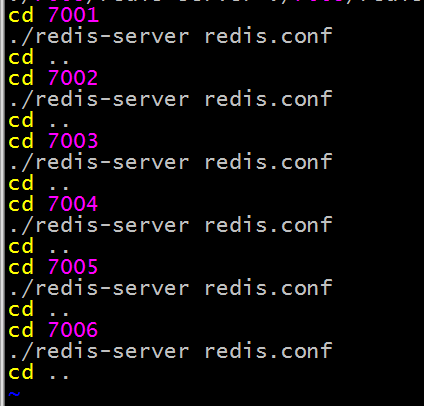 cd 7001
./redis-server redis.conf
cd ..
cd 7002
./redis-server redis.conf
cd ..
cd 7003
./redis-server redis.conf
cd ..
cd 7004
./redis-server redis.conf
cd ..
cd 7005
./redis-server redis.conf
cd ..
cd 7006
./redis-server redis.conf
cd ..
~